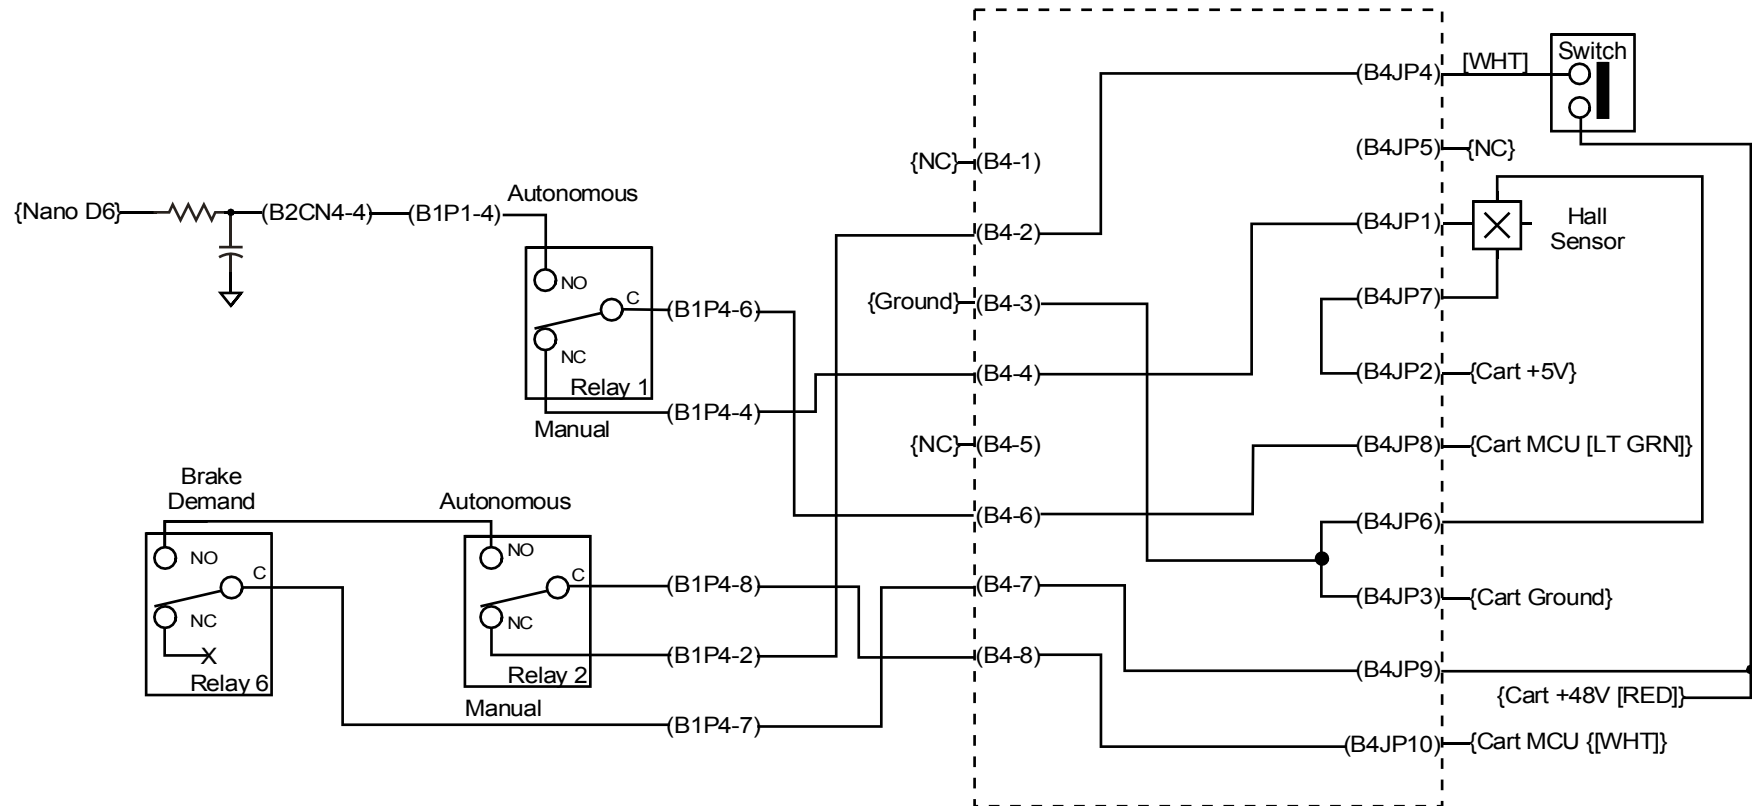 Switch
(B4JP4)
[WHT]
{NC}
(B4-1)
(B4JP5)
{NC}
Autonomous
{Nano D6}
(B2CN4-4)
(B1P1-4)
(B4-2)
(B4JP1)
Hall
Sensor
NO
C
NC
Relay 1
(B1P4-6)
{Ground}
(B4-3)
(B4JP7)
(B4-4)
(B4JP2)
{Cart +5V}
(B1P4-4)
Manual
{NC}
(B4-5)
(B4JP8)
{Cart MCU [LT GRN]}
Brake
Demand
Autonomous
(B4-6)
(B4JP6)
NO
C
NC
Relay 6
NO
C
NC
Relay 2
(B1P4-8)
(B4-7)
(B4JP3)
{Cart Ground}
X
(B1P4-2)
(B4-8)
(B4JP9)
{Cart +48V [RED]}
Manual
(B1P4-7)
(B4JP10)
{Cart MCU {[WHT]}